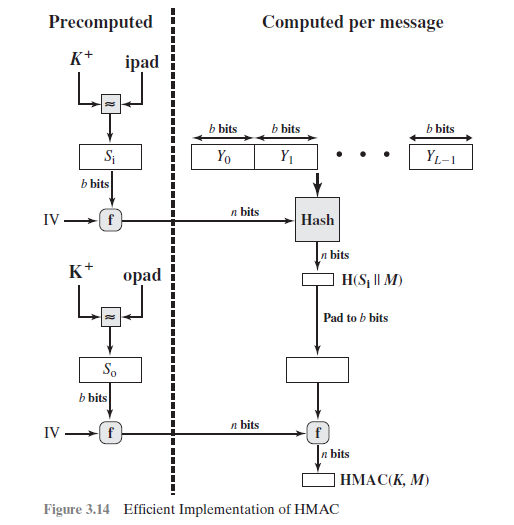 Precomputed
Computed per message
K+
ipad
≈
b bits
b bits
b bits
Si
Y0
Y1
• • •
YL−1
b bits
IV
f
n bits
Hash
n bits
K+
opad
H(Si || M)
≈
Pad to b bits
So
b bits
IV
f
n bits
f
n bits
HMAC(K, M)
Figure 3.14 Efficient Implementation of HMAC